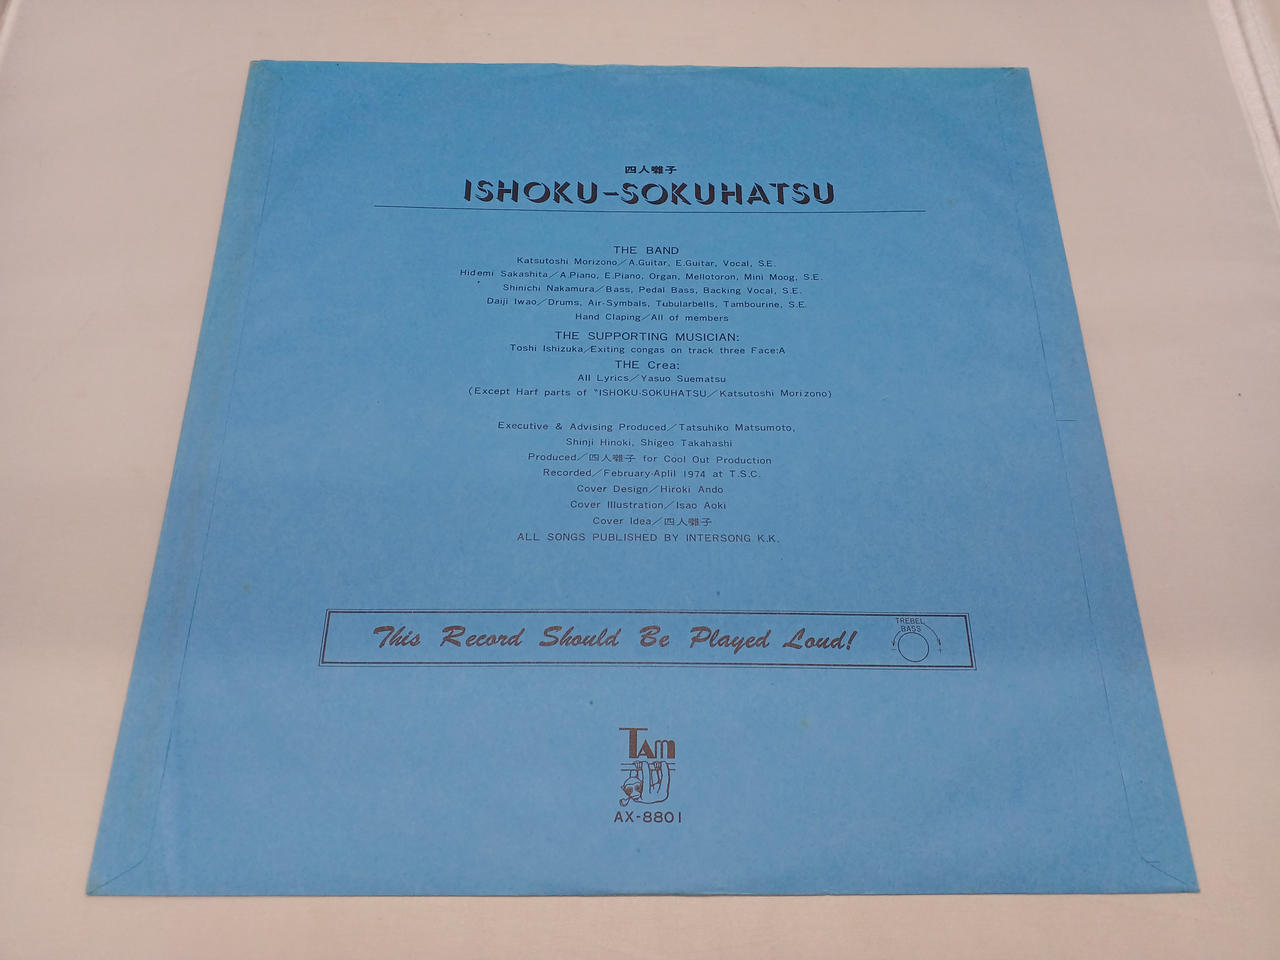 四人囃子
ISHOKU-SOKUHATSU
THE BAND
Katsutoshi Morizono/A.Guitar, E.Guitar, Vocal, S.E.
Hidemi Sakashita/A.Piano, E.Piano, Organ, Mellotoron, Mini Moog, S.E.
Shinichi Nakamura/Bass, Pedal Bass, Backing Vocal, S.E.
Daiji Iwao/Drums, Air-Symbals, Tubularbells, Tambourine, S.E.
Hand Claping/All of members
THE SUPPORTING MUSICIAN:
Toshi Ishizuka/Exiting congas on track three Face:A
THE Crea:
All Lyrics/Yasuo Suematsu
(Except Harf parts of "ISHOKU-SOKUHATSU/Katsutoshi Morizono)
Executive & Advising Produced/Tatsuhiko Matsumoto,
Shinji Hinoki, Shigeo Takahashi
Produced/四人囃子 for Cool Out Production
Recorded/February-Aplil 1974 at T.S.C.
Cover Design/Hiroki Ando
Cover Illustration/Isao Aoki
Cover Idea/四人囃子
ALL SONGS PUBLISHED BY INTERSONG K.K.
This Record Should Be Played Loud!
TREBEL
BASS
- +
TAM
AX-8801